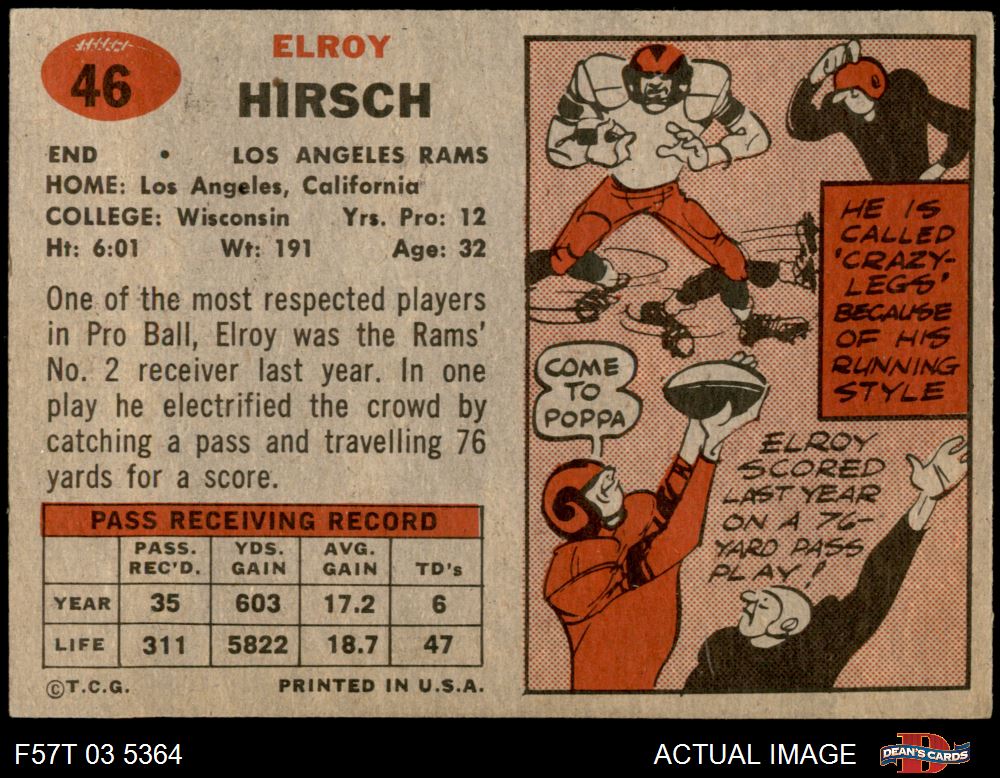 46
ELROY
HIRSCH
END • LOS ANGELES RAMS
HOME: Los Angeles, California
COLLEGE: Wisconsin Yrs. Pro: 12
Ht: 6:01 Wt: 191 Age: 32
One of the most respected players
in Pro Ball, Elroy was the Rams'
No. 2 receiver last year. In one
play he electrified the crowd by
catching a pass and travelling 76
yards for a score.
PASS RECEIVING RECORD
PASS. REC'D. YDS. GAIN AVG. GAIN TD's
YEAR 35 603 17.2 6
LIFE 311 5822 18.7 47
©T.C.G. PRINTED IN U.S.A.
HE IS
CALLED
'CRAZY-
LEGS'
BECAUSE
OF HIS
RUNNING
STYLE
COME
TO
POPPA
ELROY
SCORED
LAST YEAR
ON A 76-
YARD PASS
PLAY!
F57T 03 5364 ACTUAL IMAGE DEAN'S CARDS